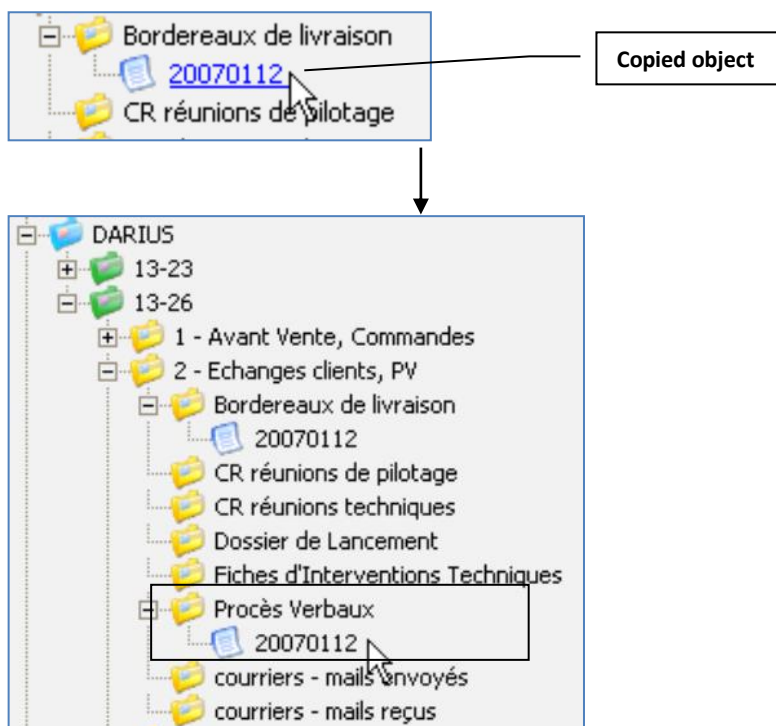 Bordereaux de livraison
Copied object
20070112
CR réunions de pilotage
DARIUS
13-23
13-26
1 - Avant Vente, Commandes
2 - Echanges clients, PV
Bordereaux de livraison
20070112
CR réunions de pilotage
CR réunions techniques
Dossier de Lancement
Fiches d'Interventions Techniques
Procès Verbaux
20070112
courriers - mails envoyés
courriers - mails reçus